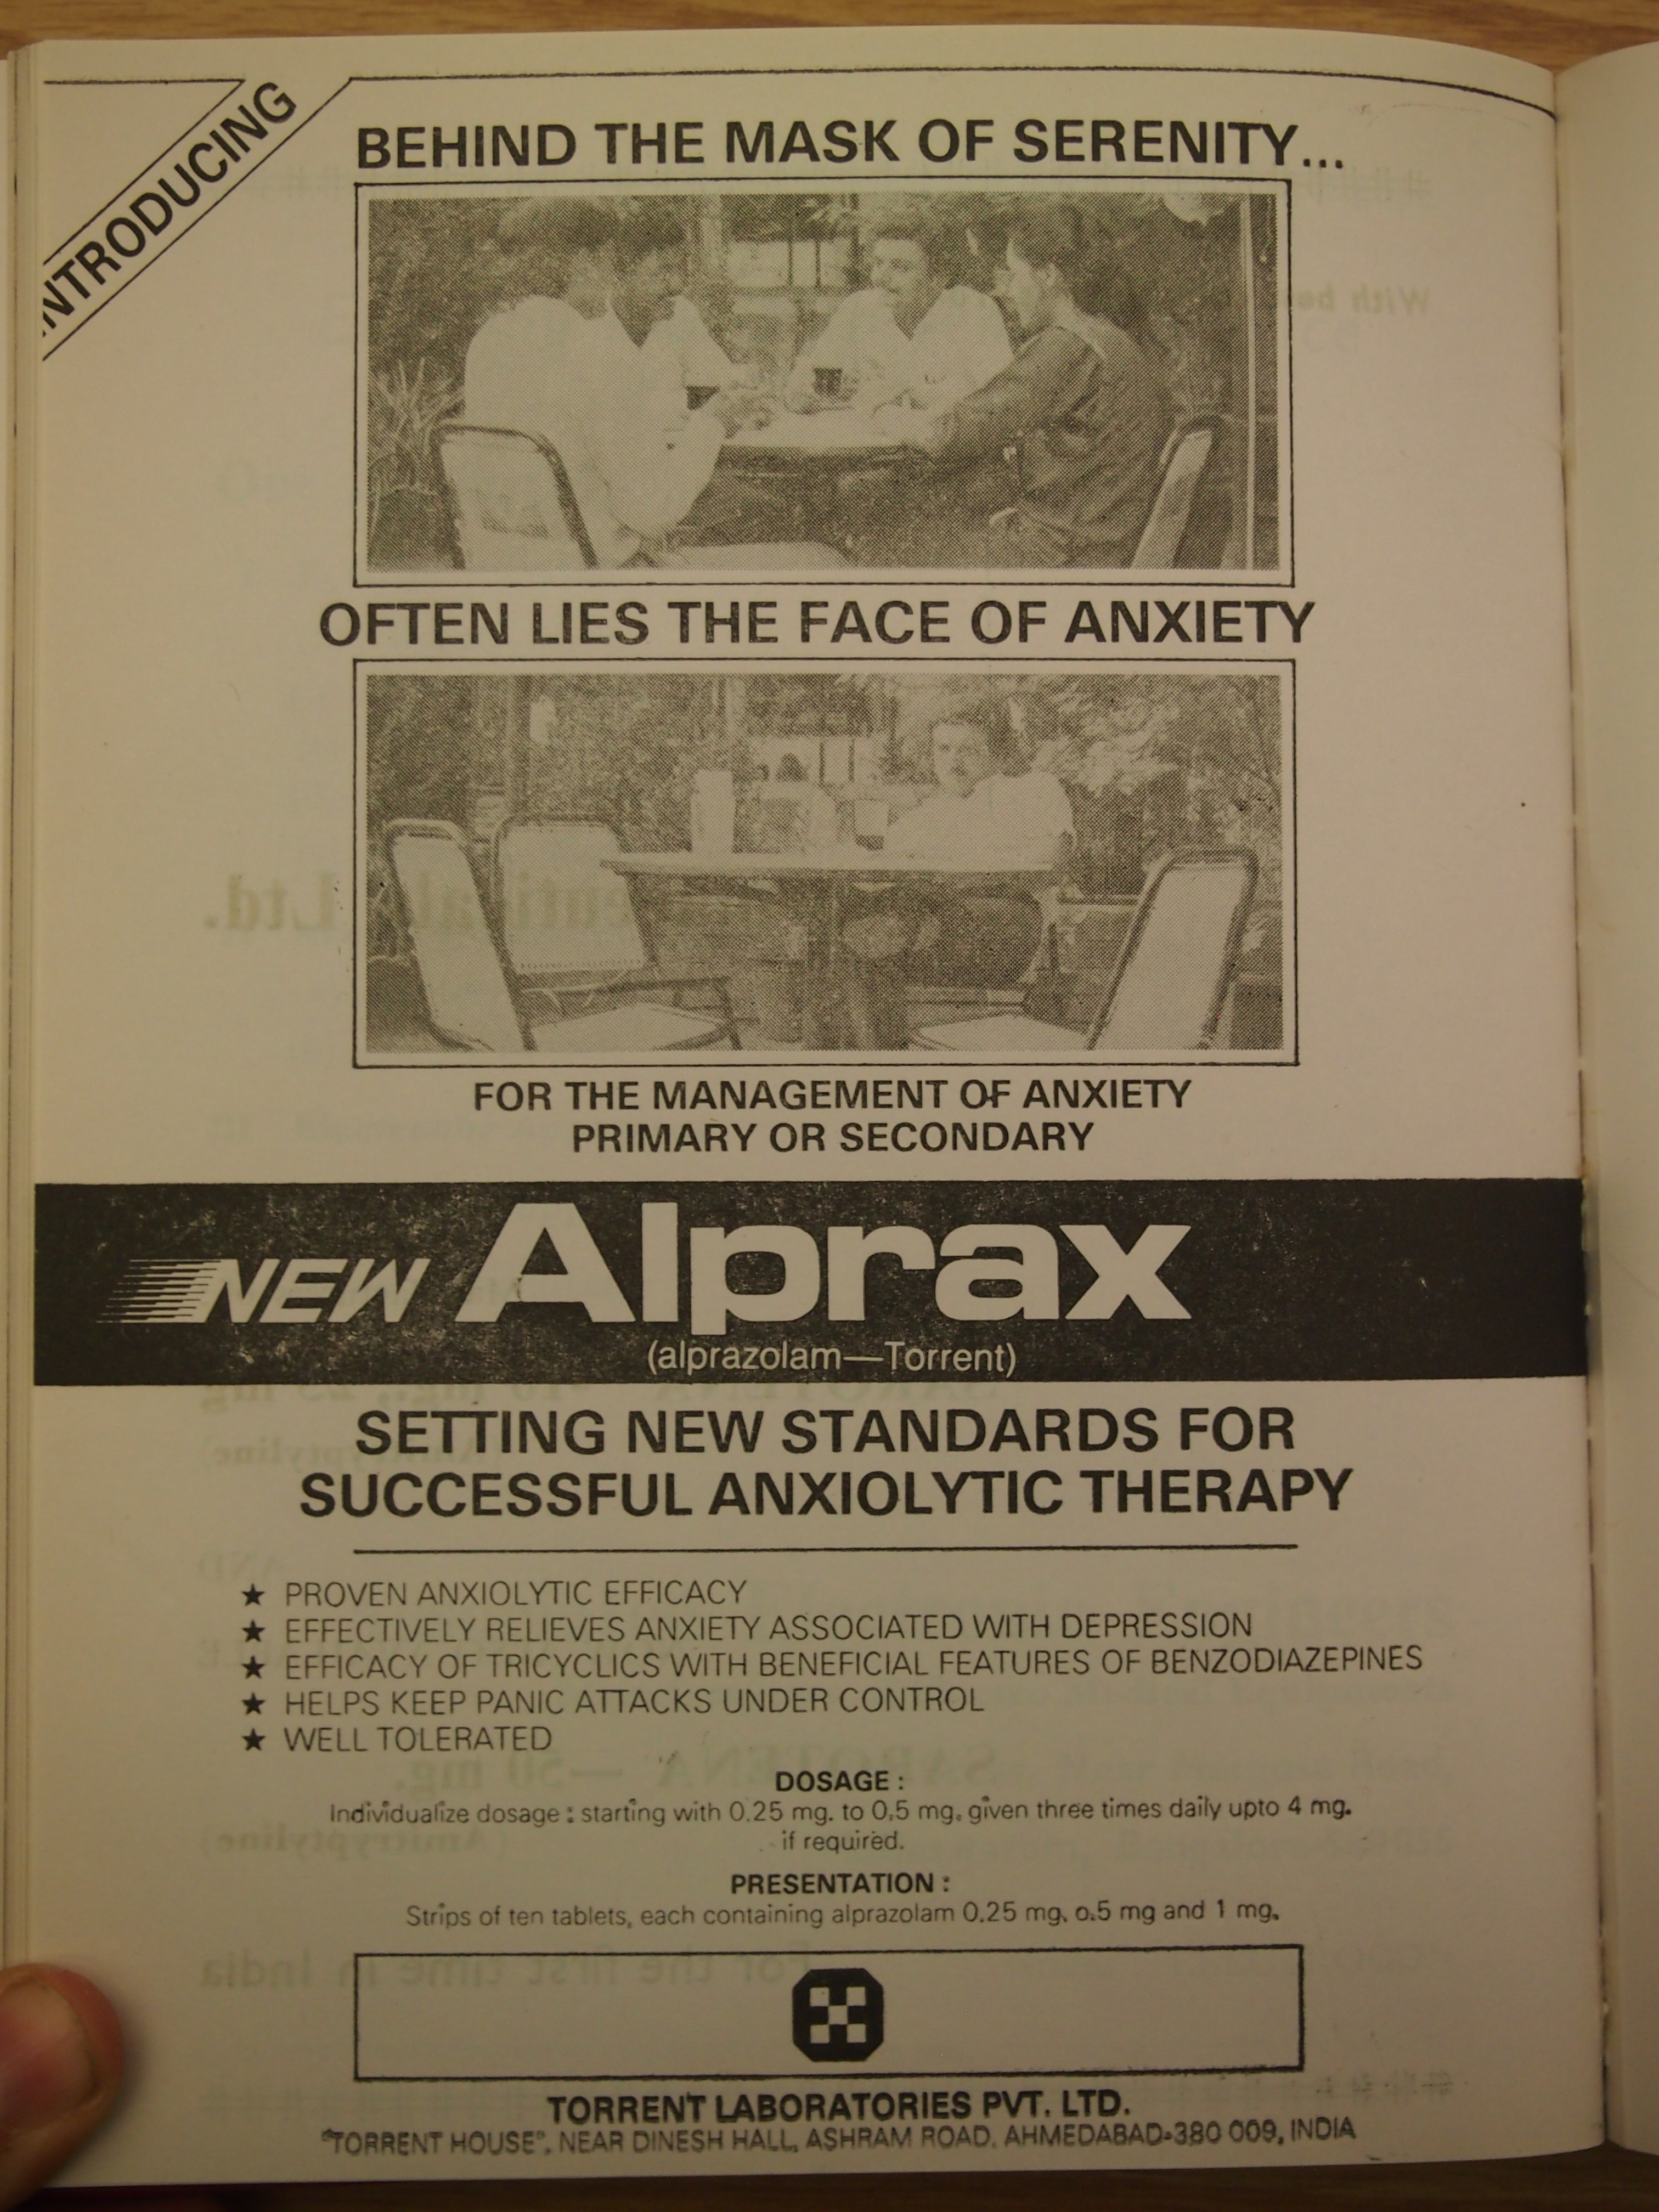 INTRODUCING
BEHIND THE MASK OF SERENITY...
OFTEN LIES THE FACE OF ANXIETY
FOR THE MANAGEMENT OF ANXIETY
PRIMARY OR SECONDARY
NEW Alprax
(alprazolam—Torrent)
SETTING NEW STANDARDS FOR
SUCCESSFUL ANXIOLYTIC THERAPY
★ PROVEN ANXIOLYTIC EFFICACY
★ EFFECTIVELY RELIEVES ANXIETY ASSOCIATED WITH DEPRESSION
★ EFFICACY OF TRICYCLICS WITH BENEFICIAL FEATURES OF BENZODIAZEPINES
★ HELPS KEEP PANIC ATTACKS UNDER CONTROL
★ WELL TOLERATED
DOSAGE :
Individualize dosage : starting with 0.25 mg. to 0.5 mg. given three times daily upto 4 mg.
if required.
PRESENTATION :
Strips of ten tablets, each containing alprazolam 0.25 mg. 0.5 mg and 1 mg.
TORRENT LABORATORIES PVT. LTD.
"TORRENT HOUSE", NEAR DINESH HALL, ASHRAM ROAD, AHMEDABAD-380 009, INDIA